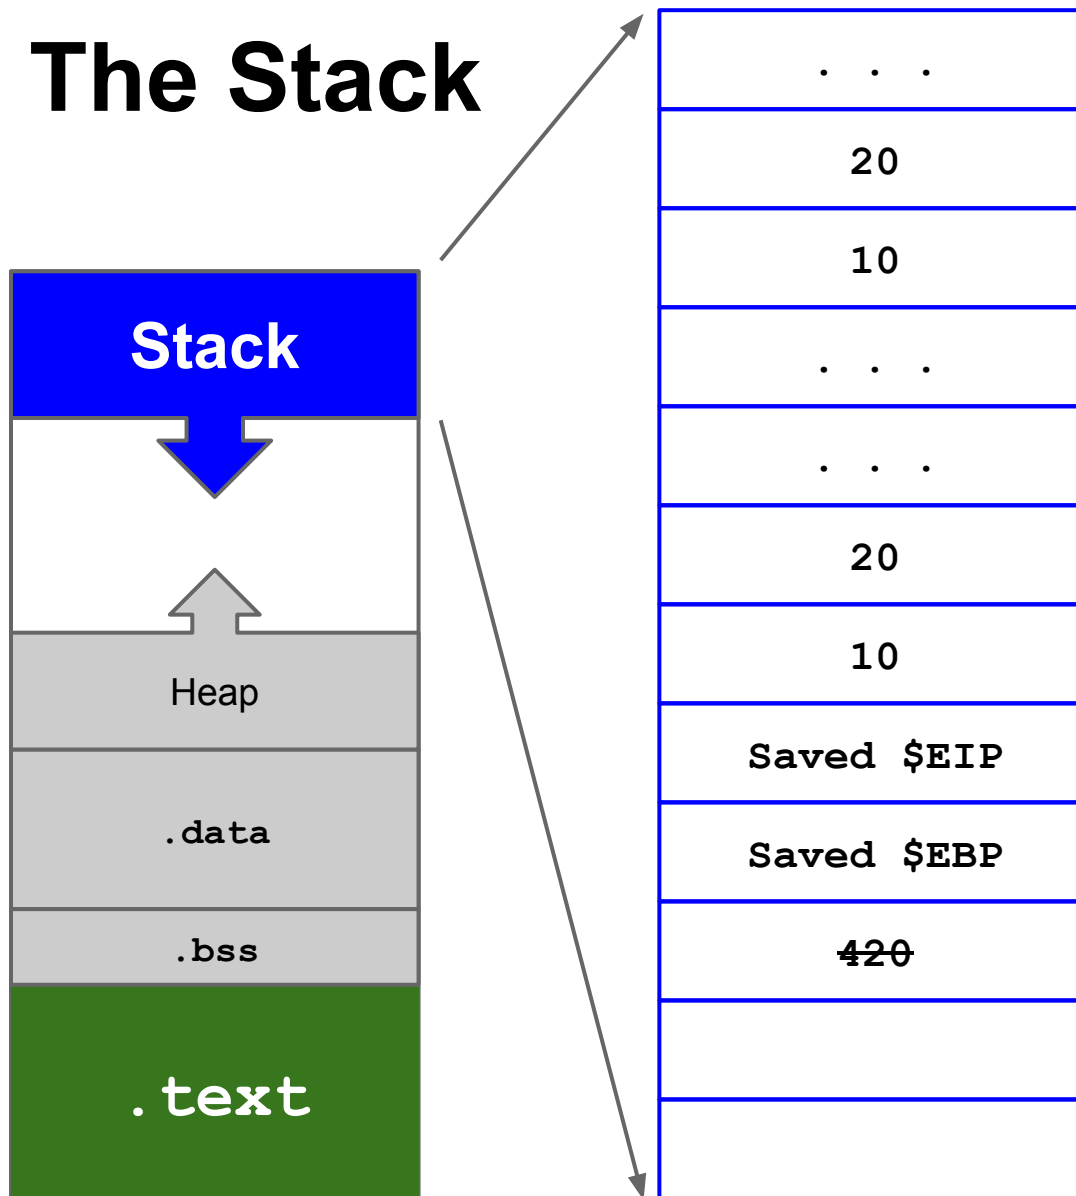 The Stack
Stack
Heap
.data
.bss
.text
. . .
20
10
. . .
. . .
20
10
Saved $EIP
Saved $EBP
420